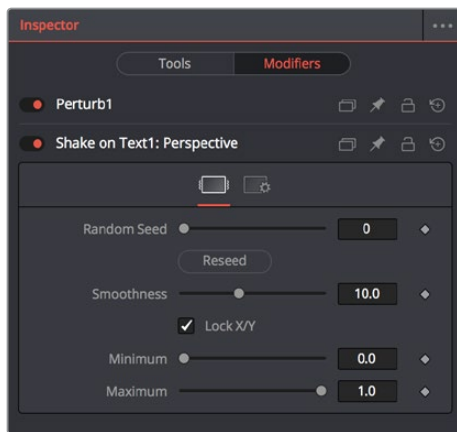 Inspector
Tools Modifiers
Perturb1
Shake on Text1: Perspective
Random Seed 0
Reseed
Smoothness 10.0
Lock X/Y
Minimum 0.0
Maximum 1.0